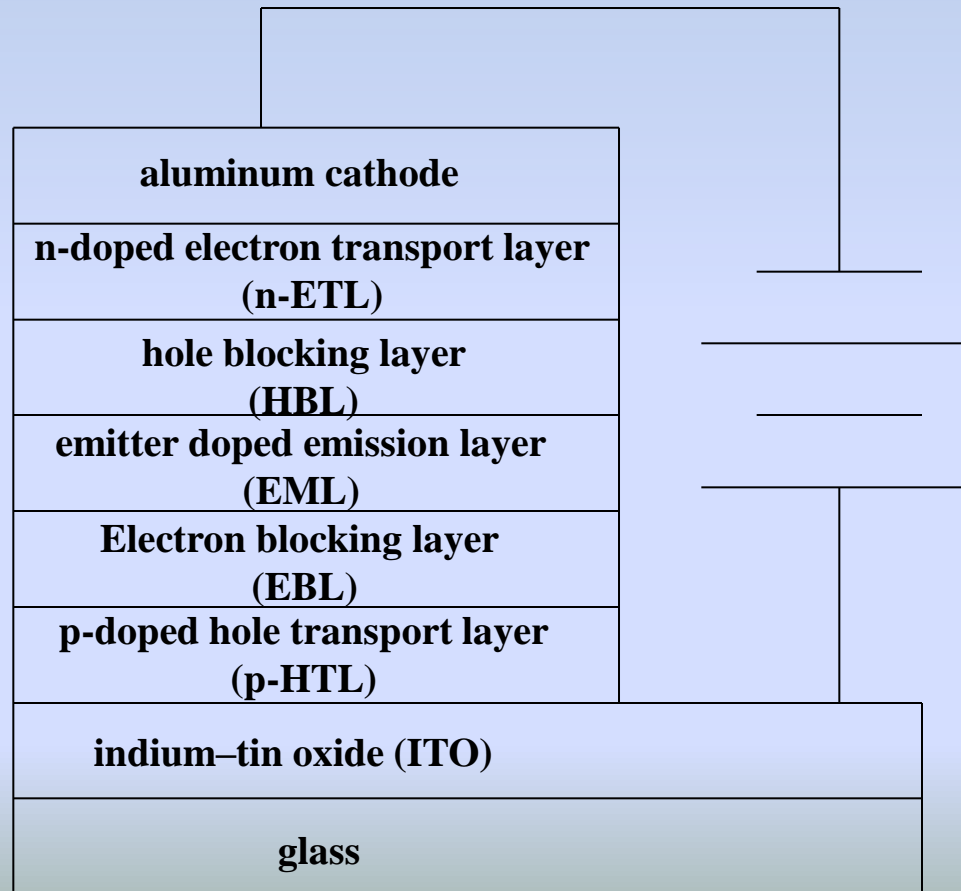 aluminum cathode
n-doped electron transport layer
(n-ETL)
hole blocking layer
(HBL)
emitter doped emission layer
(EML)
Electron blocking layer
(EBL)
p-doped hole transport layer
(p-HTL)
indium–tin oxide (ITO)
glass